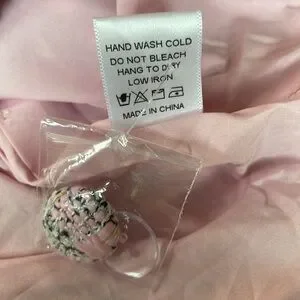 HAND WASH COLD
DO NOT BLEACH
HANG TO DRY
LOW IRON
MADE IN CHINA